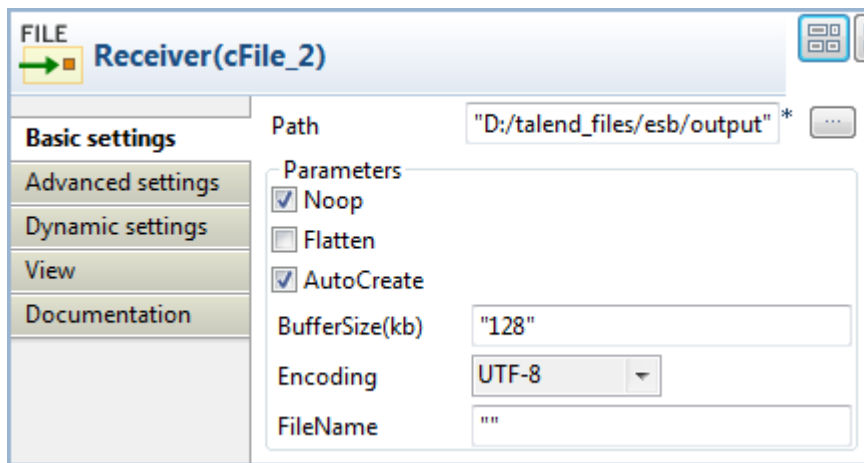 FILE
Receiver(cFile_2)
Basic settings
Advanced settings
Dynamic settings
View
Documentation
Path "D:/talend_files/esb/output" * ...
Parameters
Noop
Flatten
AutoCreate
BufferSize(kb) "128"
Encoding UTF-8
FileName ""